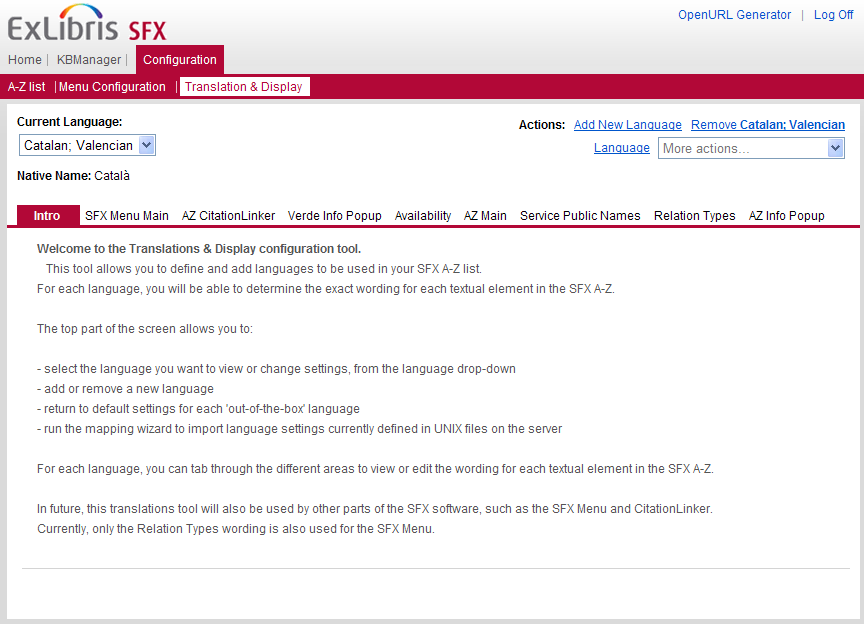 ExLibris SFX
OpenURL Generator | Log Off
Home | KBManager | Configuration
A-Z list | Menu Configuration | Translation & Display
Current Language:
Catalan; Valencian
Actions: Add New Language Remove Catalan; Valencian
Language More actions...
Native Name: Català
Intro SFX Menu Main AZ CitationLinker Verde Info Popup Availability AZ Main Service Public Names Relation Types AZ Info Popup
Welcome to the Translations & Display configuration tool.
This tool allows you to define and add languages to be used in your SFX A-Z list.
For each language, you will be able to determine the exact wording for each textual element in the SFX A-Z.
The top part of the screen allows you to:
- select the language you want to view or change settings, from the language drop-down
- add or remove a new language
- return to default settings for each 'out-of-the-box' language
- run the mapping wizard to import language settings currently defined in UNIX files on the server
For each language, you can tab through the different areas to view or edit the wording for each textual element in the SFX A-Z.
In future, this translations tool will also be used by other parts of the SFX software, such as the SFX Menu and CitationLinker.
Currently, only the Relation Types wording is also used for the SFX Menu.